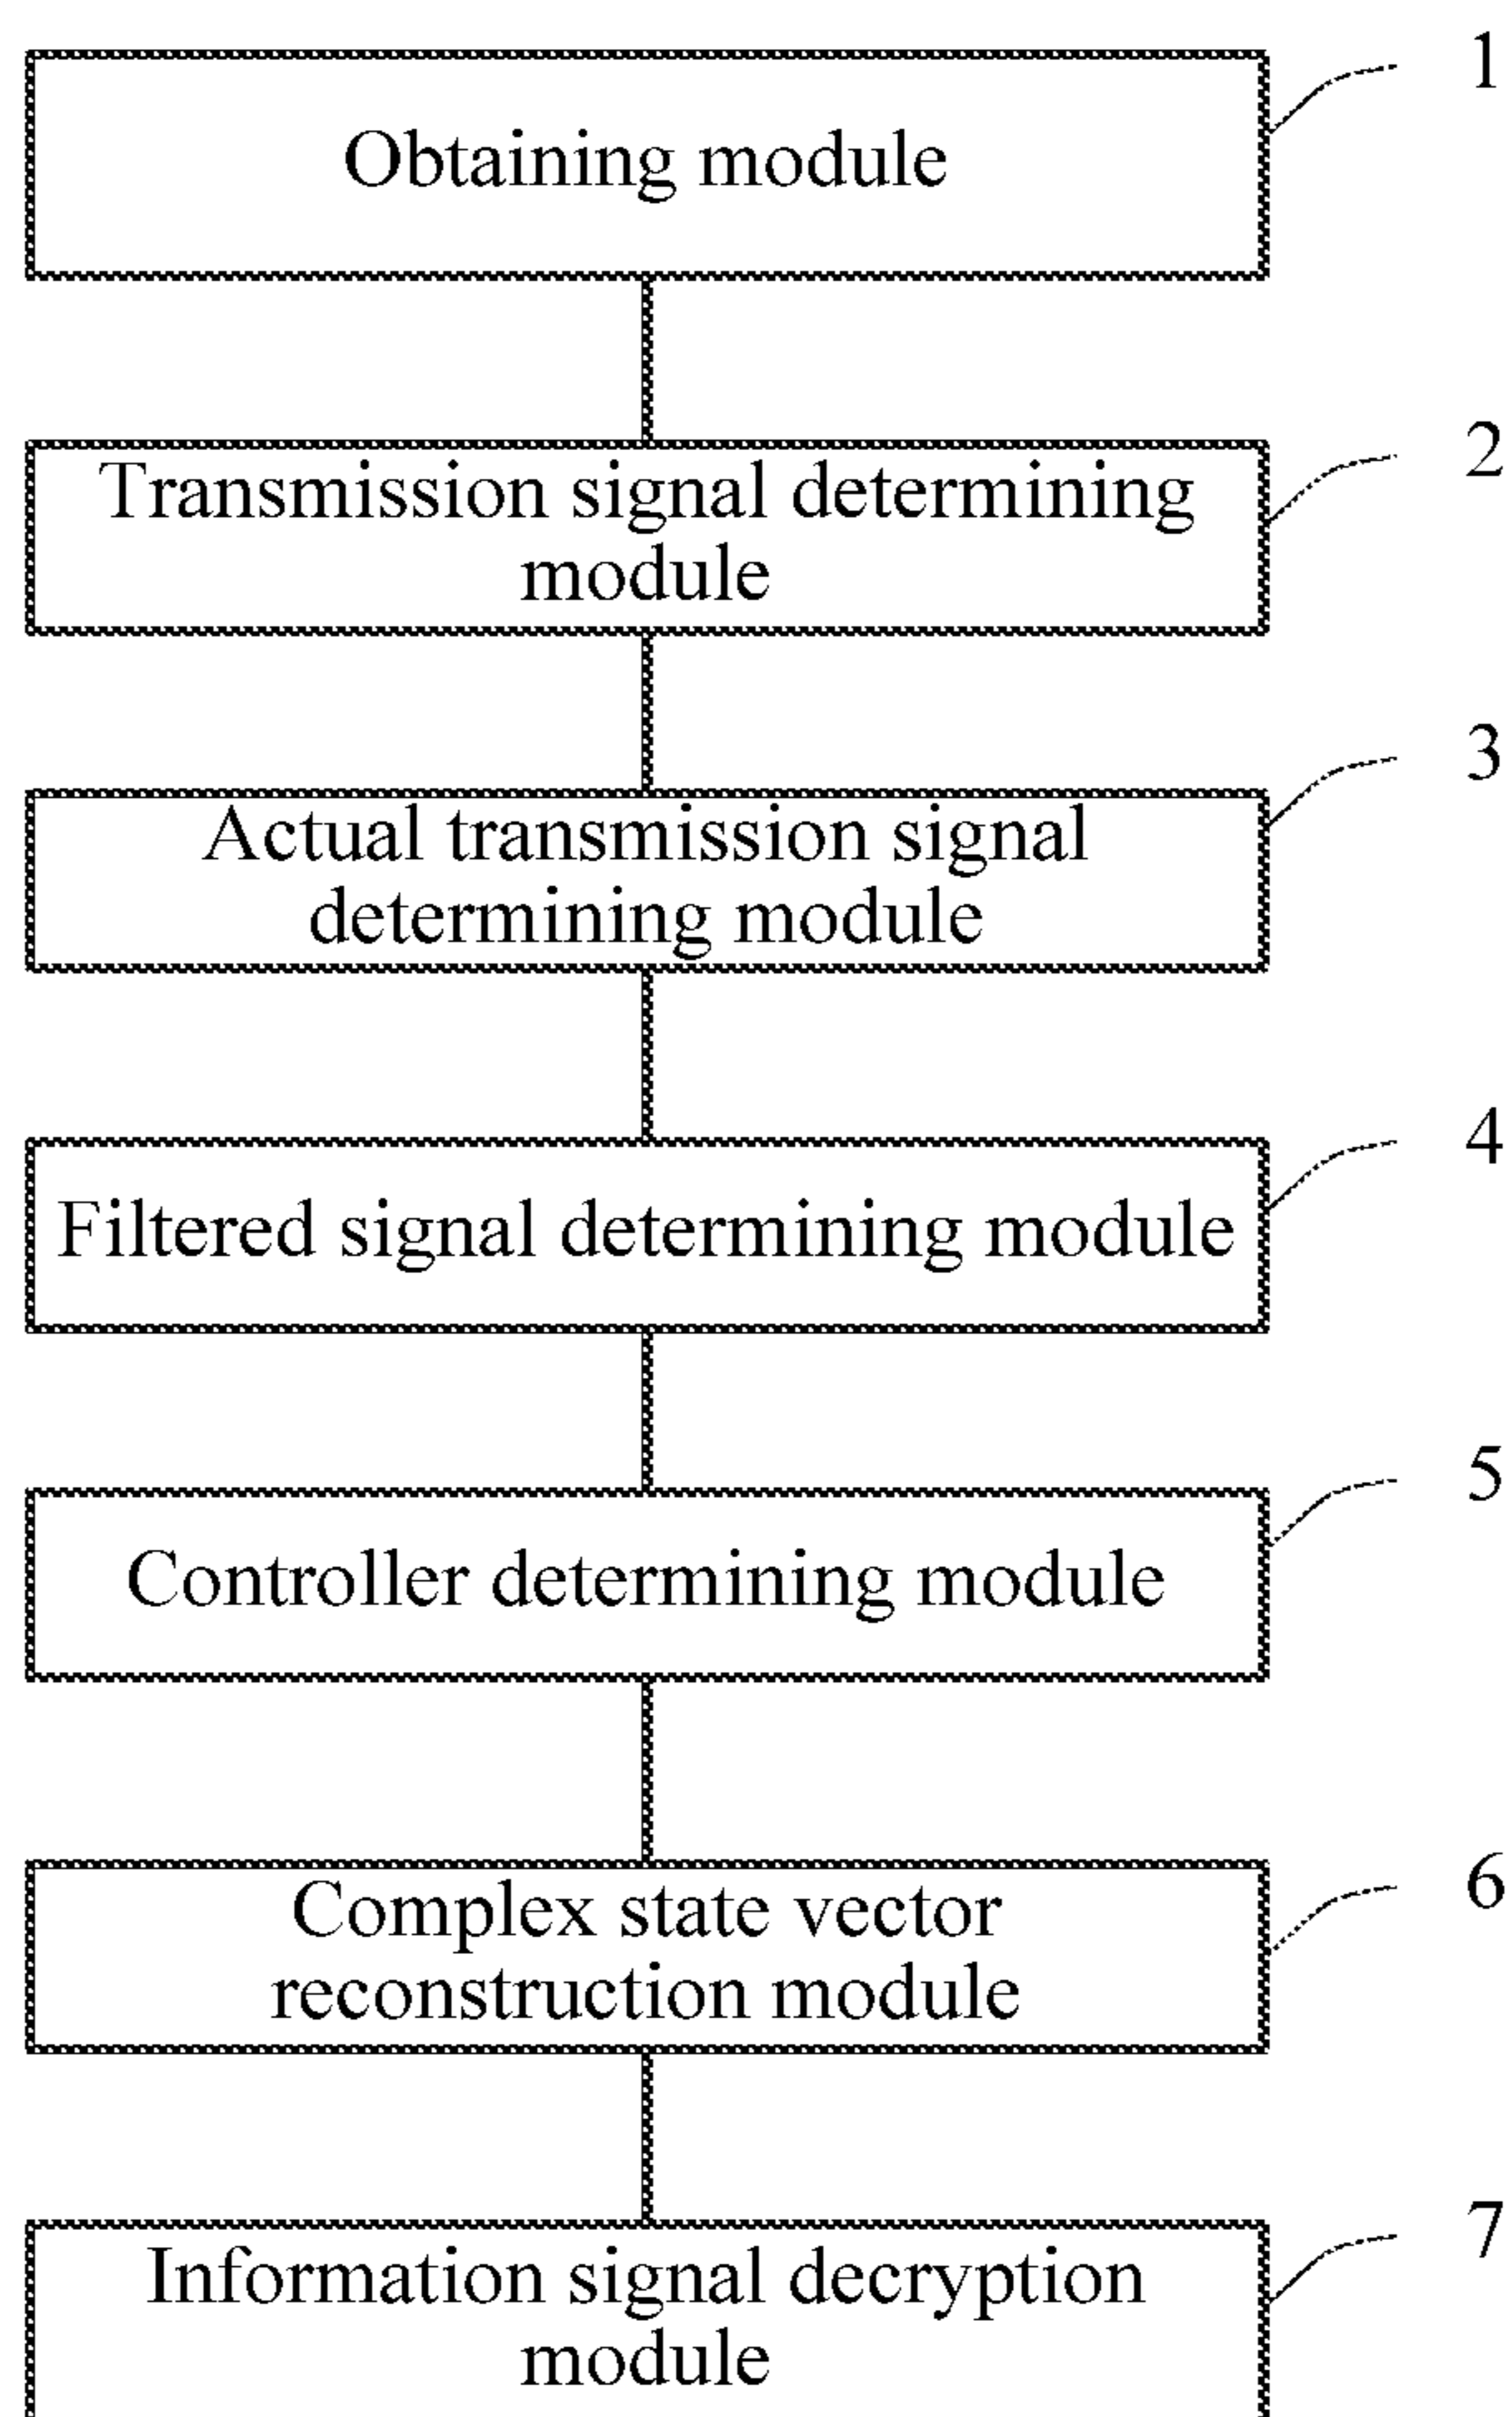 1
Obtaining module
2
Transmission signal determining
module
3
Actual transmission signal
determining module
4
Filtered signal determining module
5
Controller determining module
6
Complex state vector
reconstruction module
7
Information signal decryption
module